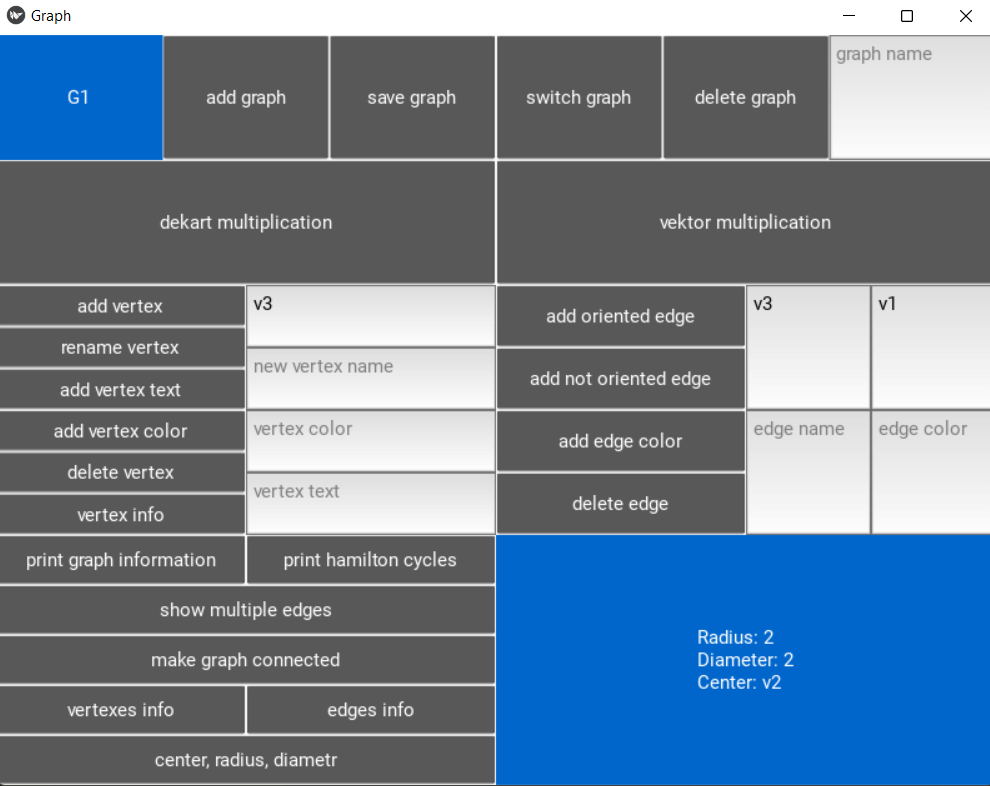 Graph
G1
add graph
save graph
switch graph
delete graph
graph name
dekart multiplication
vektor multiplication
add vertex
rename vertex
add vertex text
add vertex color
delete vertex
vertex info
v3
new vertex name
vertex color
vertex text
add oriented edge
add not oriented edge
add edge color
delete edge
v3
v1
edge name
edge color
print graph information
print hamilton cycles
show multiple edges
make graph connected
vertexes info
edges info
center, radius, diametr
Radius: 2
Diameter: 2
Center: v2